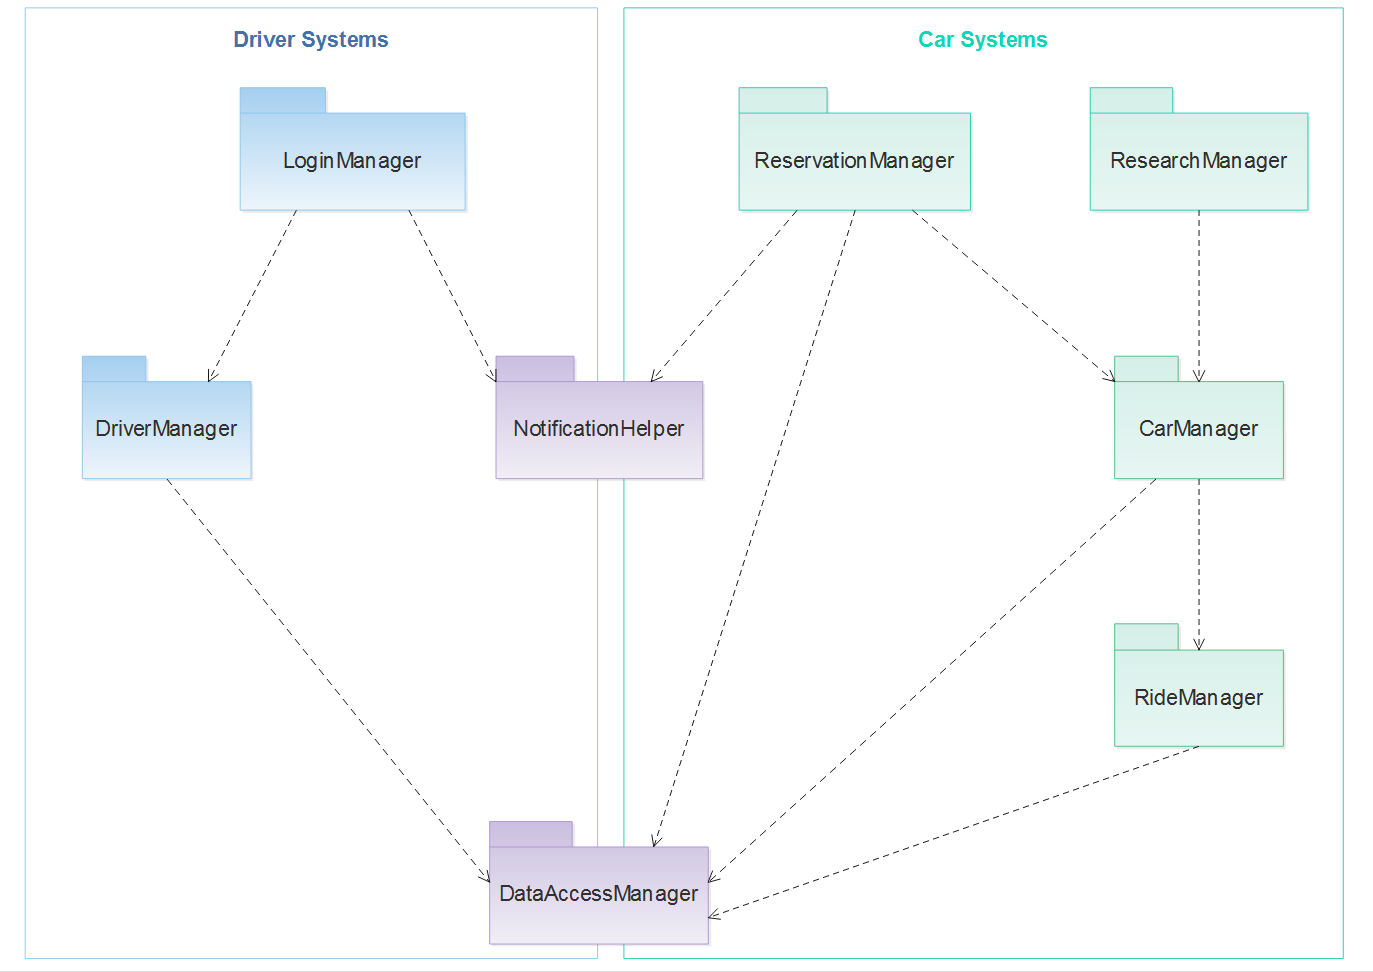 Driver Systems
Car Systems
LoginManager
ReservationManager
ResearchManager
DriverManager
NotificationHelper
CarManager
RideManager
DataAccessManager